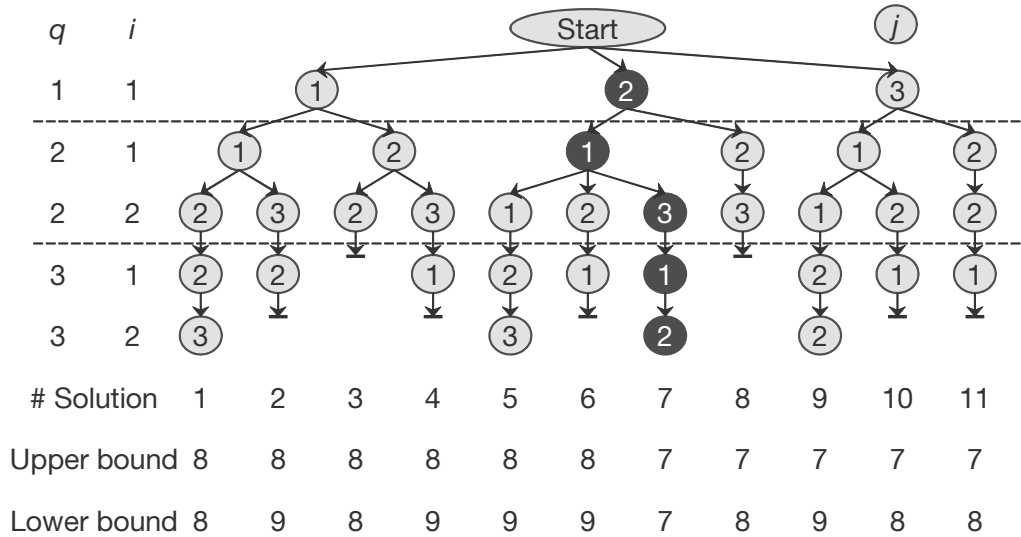 q i Start j
1 1 1 2 3
2 1 1 2 1 2 1 2
2 2 2 3 2 3 1 2 3 3 1 2 2
3 1 2 2 1 2 1 1 2 1 1
3 2 3 3 2 2
# Solution 1 2 3 4 5 6 7 8 9 10 11
Upper bound 8 8 8 8 8 8 7 7 7 7 7
Lower bound 8 9 8 9 9 9 7 8 9 8 8